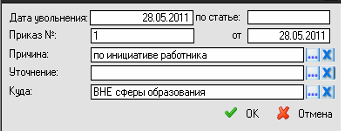 Дата увольнения: 28.05.2011 по статье:
Приказ №: 1 от 28.05.2011
Причина: по инициативе работника ... X
Уточнение: ... X
Куда: ВНЕ сферы образования ... X
OK Отмена